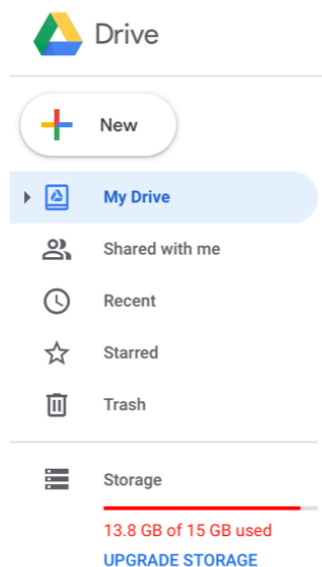 Drive
New
My Drive
Shared with me
Recent
Starred
Trash
Storage
13.8 GB of 15 GB used
UPGRADE STORAGE